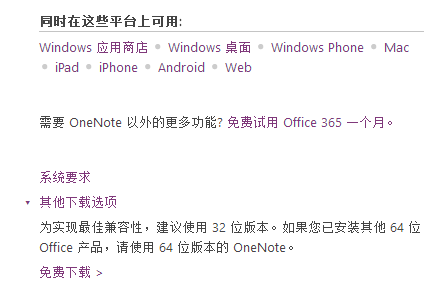 同时在这些平台上可用:
Windows 应用商店 • Windows 桌面 • Windows Phone • Mac
• iPad • iPhone • Android • Web
需要 OneNote 以外的更多功能? 免费试用 Office 365 一个月。
系统要求
其他下载选项
为实现最佳兼容性，建议使用 32 位版本。如果您已安装其他 64 位
Office 产品，请使用 64 位版本的 OneNote。
免费下载 >